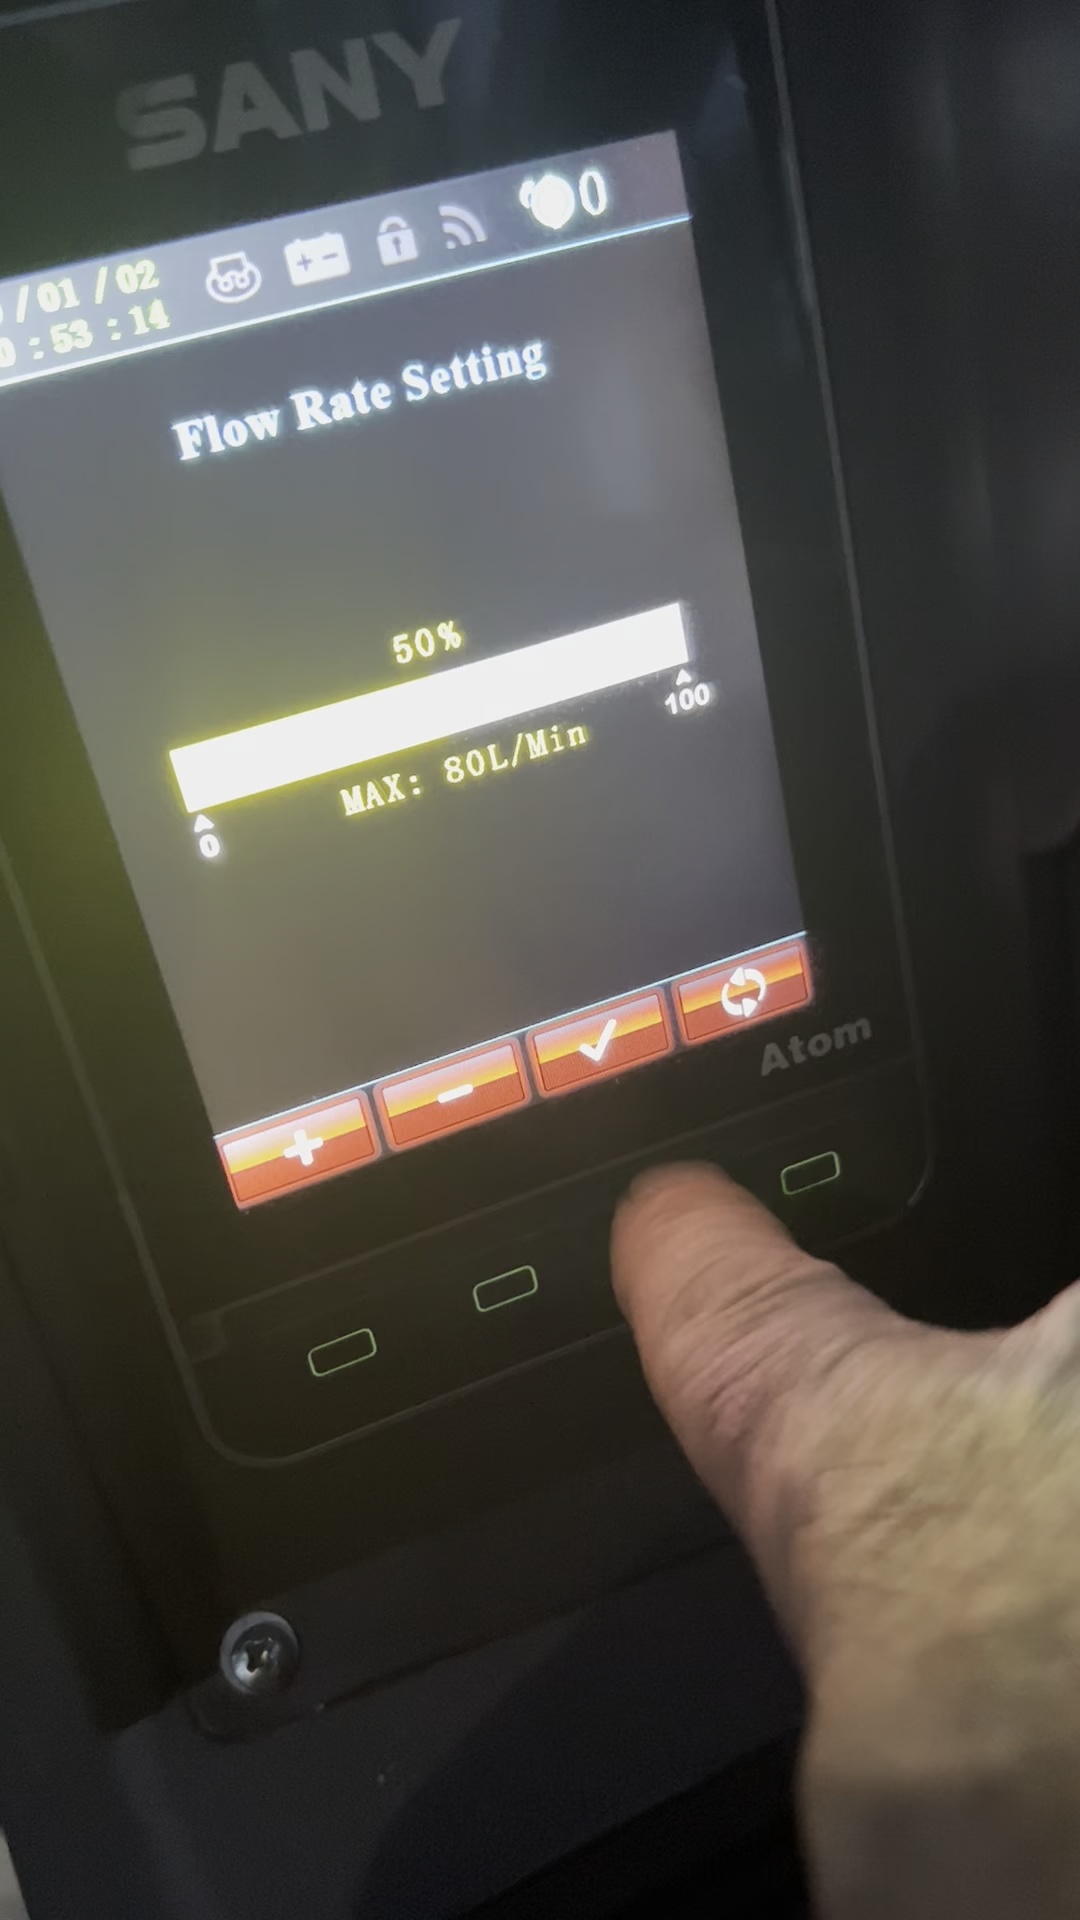 SANY
/01/02
0
:53:14
Flow Rate Setting
50%
0
100
MAX: 80L/Min
Atom